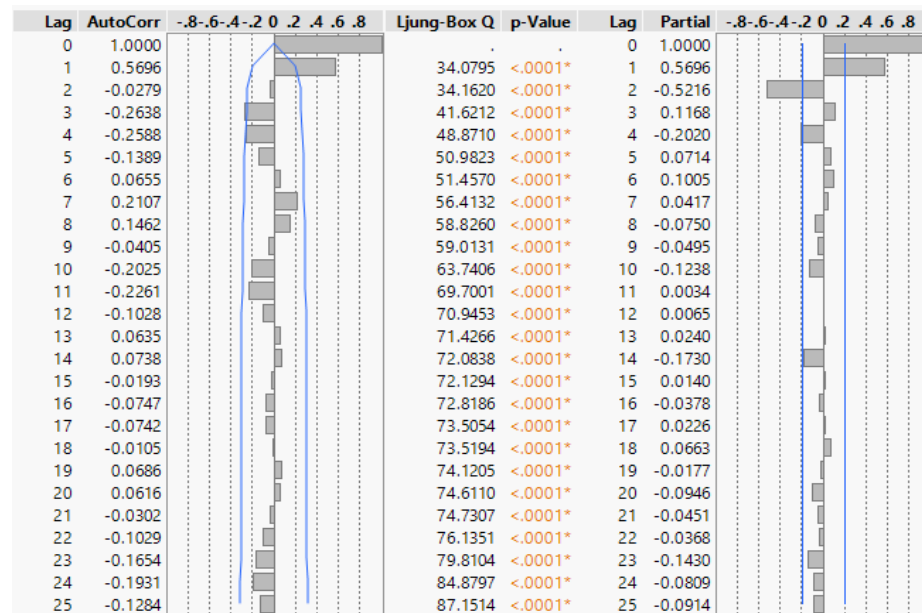 Lag AutoCorr -.8-.6-.4-.2 0 .2 .4 .6 .8 Ljung-Box Q p-Value Lag Partial -.8-.6-.4-.2 0 .2 .4 .6 .8
0 1.0000 . . 0 1.0000
1 0.5696 34.0795 <.0001* 1 0.5696
2 -0.0279 34.1620 <.0001* 2 -0.5216
3 -0.2638 41.6212 <.0001* 3 0.1168
4 -0.2588 48.8710 <.0001* 4 -0.2020
5 -0.1389 50.9823 <.0001* 5 0.0714
6 0.0655 51.4570 <.0001* 6 0.1005
7 0.2107 56.4132 <.0001* 7 0.0417
8 0.1462 58.8260 <.0001* 8 -0.0750
9 -0.0405 59.0131 <.0001* 9 -0.0495
10 -0.2025 63.7406 <.0001* 10 -0.1238
11 -0.2261 69.7001 <.0001* 11 0.0034
12 -0.1028 70.9453 <.0001* 12 0.0065
13 0.0635 71.4266 <.0001* 13 0.0240
14 0.0738 72.0838 <.0001* 14 -0.1730
15 -0.0193 72.1294 <.0001* 15 0.0140
16 -0.0747 72.8186 <.0001* 16 -0.0378
17 -0.0742 73.5054 <.0001* 17 0.0226
18 -0.0105 73.5194 <.0001* 18 0.0663
19 0.0686 74.1205 <.0001* 19 -0.0177
20 0.0616 74.6110 <.0001* 20 -0.0946
21 -0.0302 74.7307 <.0001* 21 -0.0451
22 -0.1029 76.1351 <.0001* 22 -0.0368
23 -0.1654 79.8104 <.0001* 23 -0.1430
24 -0.1931 84.8797 <.0001* 24 -0.0809
25 -0.1284 87.1514 <.0001* 25 -0.0914